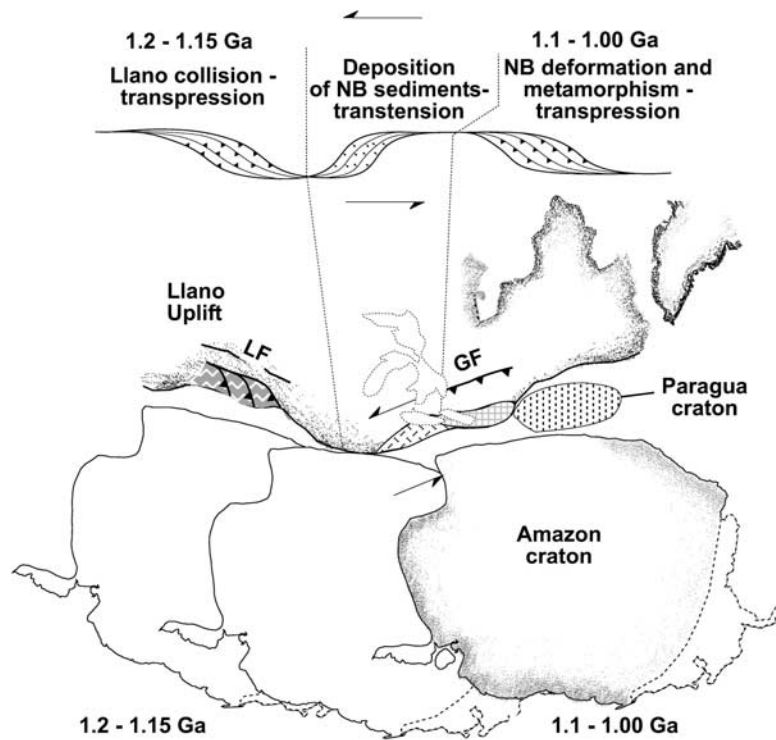 1.2 - 1.15 Ga
Llano collision -
transpression
Deposition
of NB sediments-
transtension
1.1 - 1.00 Ga
NB deformation and
metamorphism -
transpression
Llano
Uplift
LF
GF
Paragua
craton
Amazon
craton
1.2 - 1.15 Ga
1.1 - 1.00 Ga